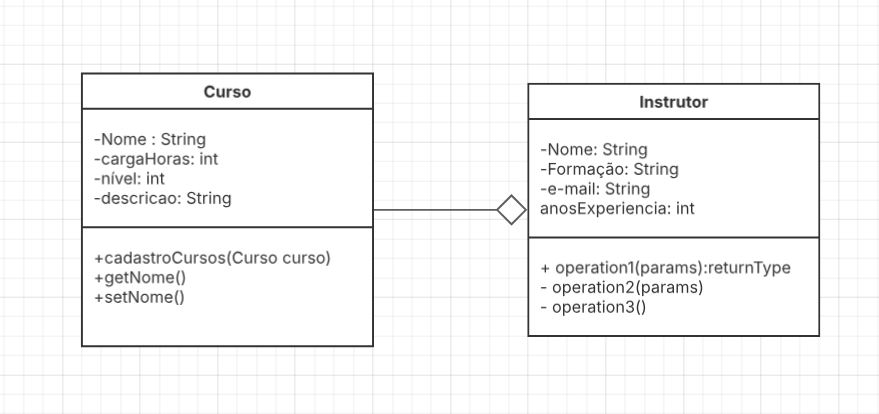 Curso
-Nome : String
-cargaHoras: int
-nível: int
-descricao: String
+cadastroCursos(Curso curso)
+getNome()
+setNome()
Instrutor
-Nome: String
-Formação: String
-e-mail: String
anosExperiencia: int
+ operation1(params):returnType
- operation2(params)
- operation3()